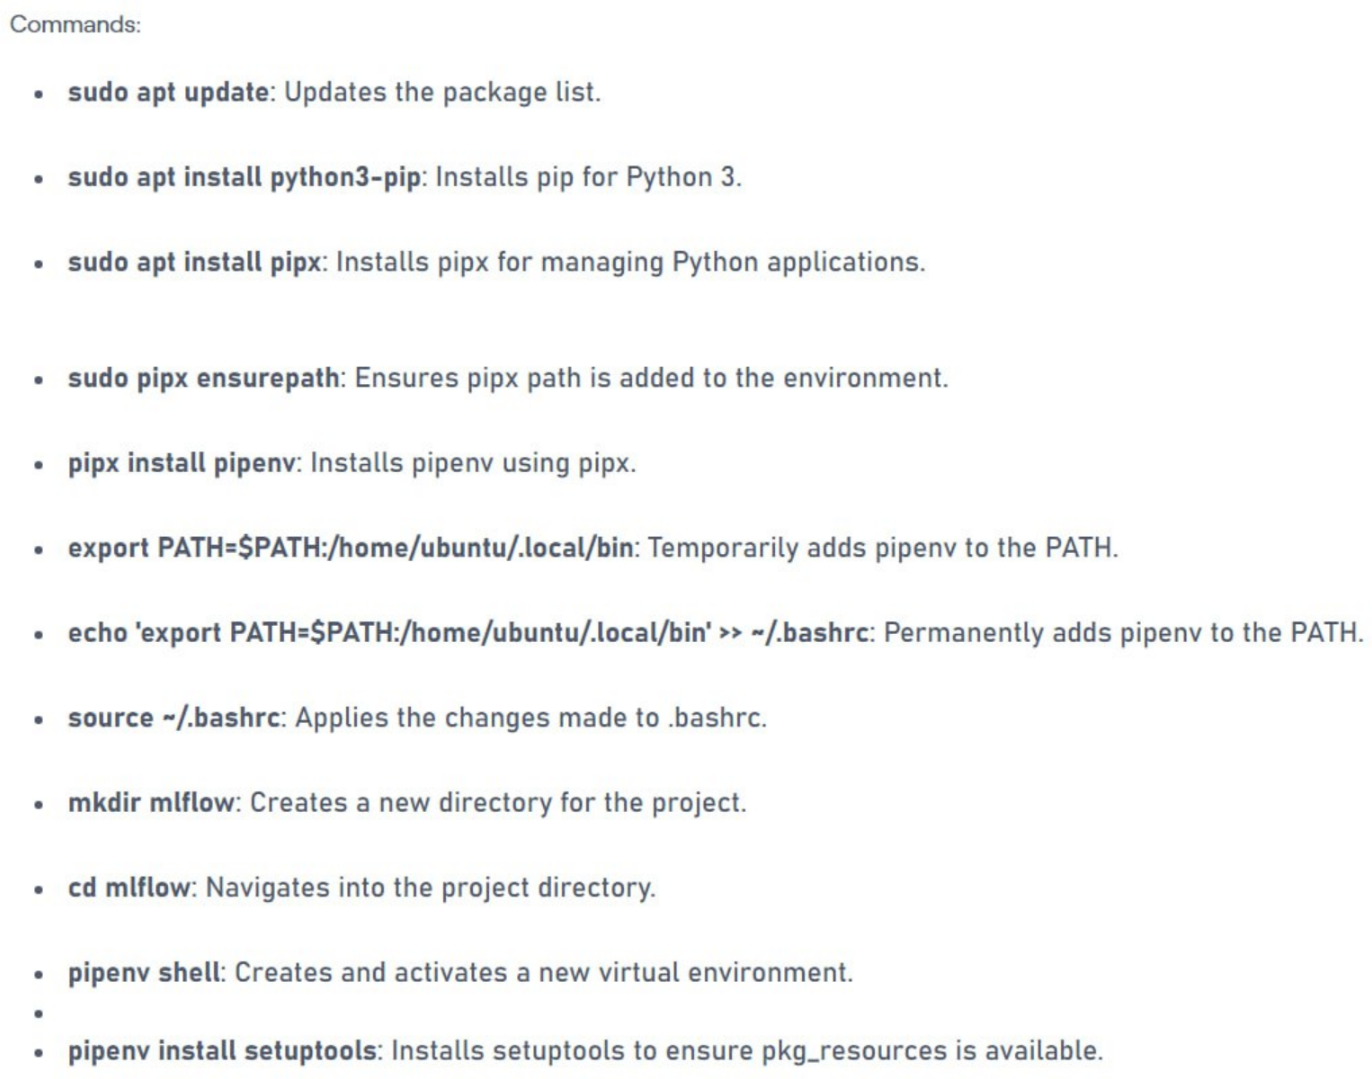 Commands:
• sudo apt update: Updates the package list.
• sudo apt install python3-pip: Installs pip for Python 3.
• sudo apt install pipx: Installs pipx for managing Python applications.
• sudo pipx ensurepath: Ensures pipx path is added to the environment.
• pipx install pipenv: Installs pipenv using pipx.
• export PATH=$PATH:/home/ubuntu/.local/bin: Temporarily adds pipenv to the PATH.
• echo 'export PATH=$PATH:/home/ubuntu/.local/bin' >> ~/.bashrc: Permanently adds pipenv to the PATH.
• source ~/.bashrc: Applies the changes made to .bashrc.
• mkdir mlflow: Creates a new directory for the project.
• cd mlflow: Navigates into the project directory.
• pipenv shell: Creates and activates a new virtual environment.
•
• pipenv install setuptools: Installs setuptools to ensure pkg_resources is available.